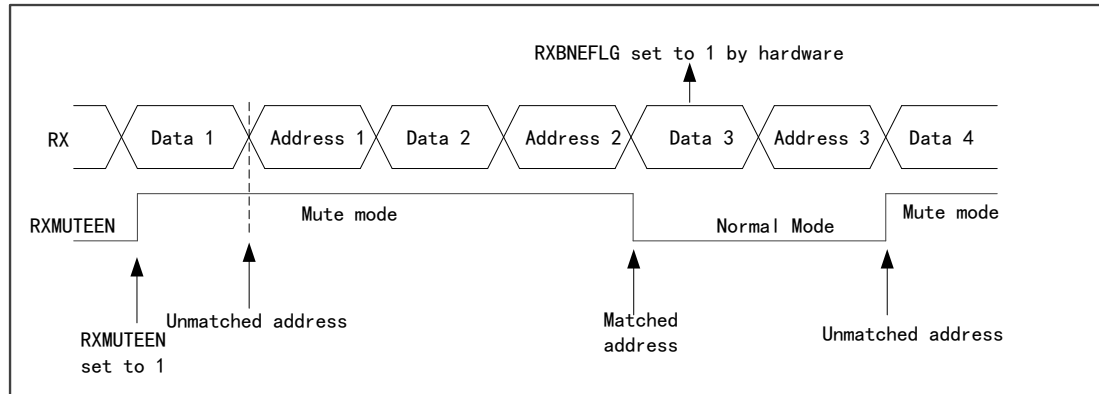 RXBNEFLG set to 1 by hardware
RX
Data 1
Address 1
Data 2
Address 2
Data 3
Address 3
Data 4
RXMUTEEN
Mute mode
Normal Mode
Mute mode
RXMUTEEN
set to 1
Unmatched address
Matched
address
Unmatched address